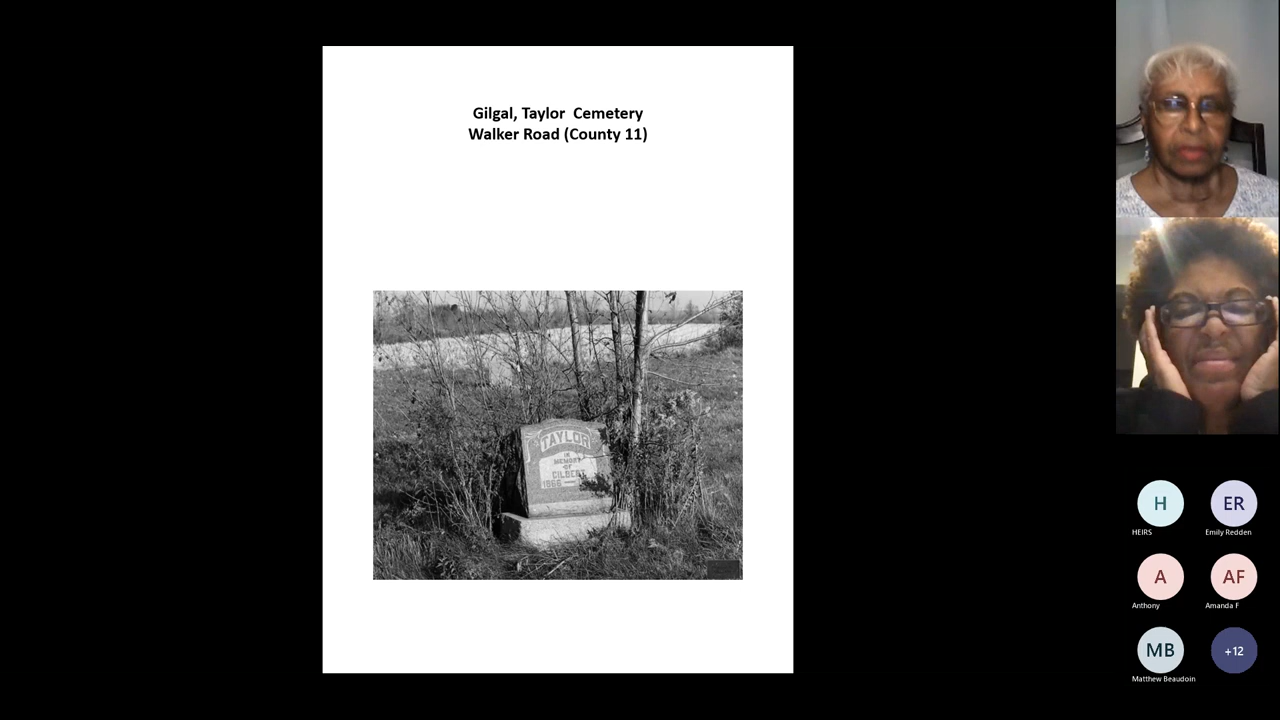 Gilgal, Taylor Cemetery
Walker Road (County 11)
TAYLOR
IN
MEMORY
OF
GILBERT
1866
H
ER
HEIRS
Emily Redden
A
AF
Anthony
Amanda F
MB
+12
Matthew Beaudoin